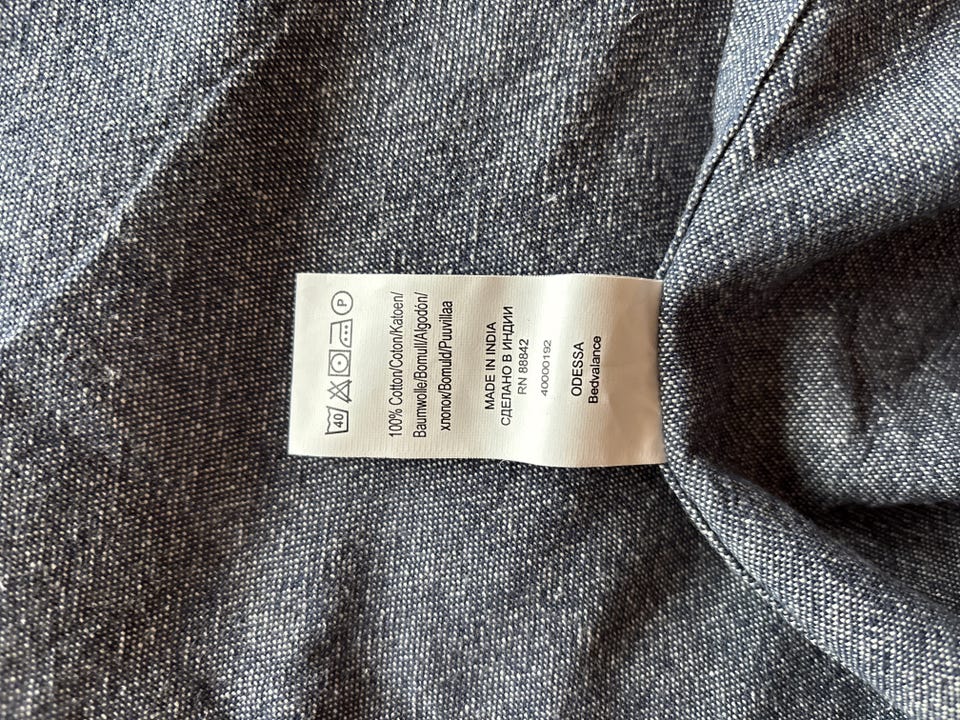 40 P
100% Cotton/Coton/Katoen/
Baumwolle/Bomull/Algodón/
хлопок/Bomuld/Puuvillaa
MADE IN INDIA
СДЕЛАНО В ИНДИИ
RN 88842
40000192
ODESSA
Bedvalance